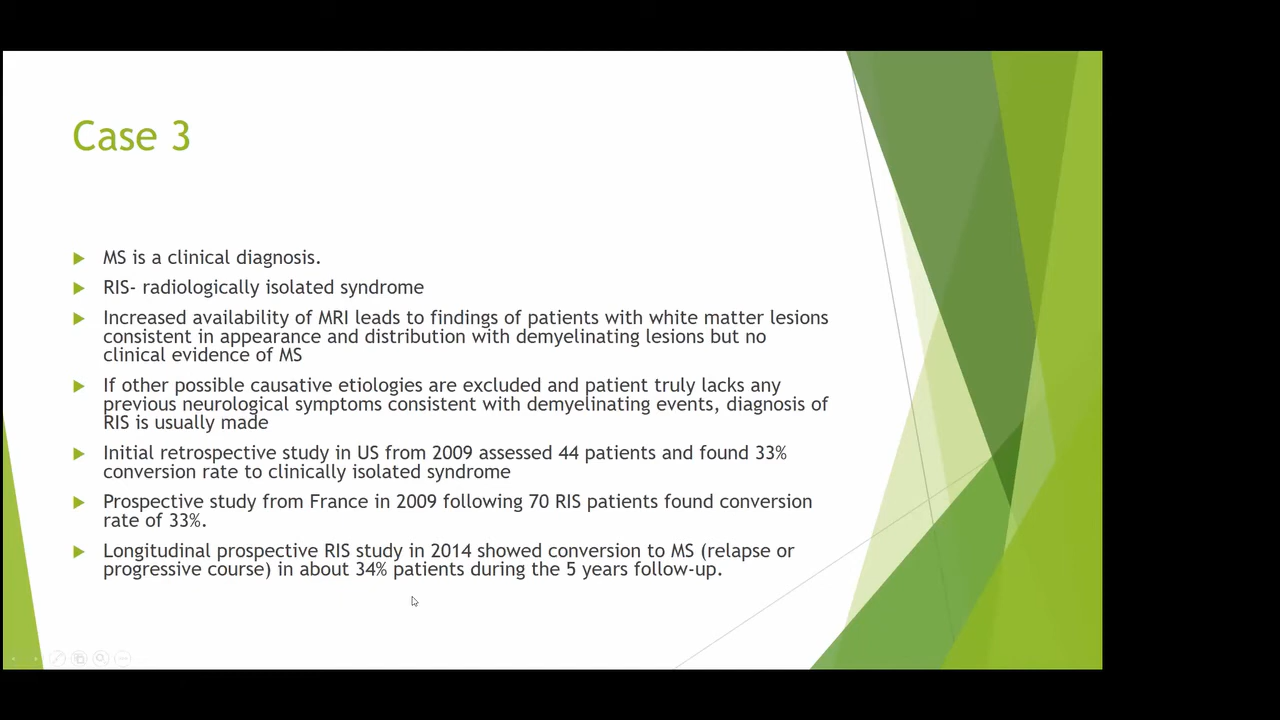 Case 3
MS is a clinical diagnosis.
RIS- radiologically isolated syndrome
Increased availability of MRI leads to findings of patients with white matter lesions
consistent in appearance and distribution with demyelinating lesions but no
clinical evidence of MS
If other possible causative etiologies are excluded and patient truly lacks any
previous neurological symptoms consistent with demyelinating events, diagnosis of
RIS is usually made
Initial retrospective study in US from 2009 assessed 44 patients and found 33%
conversion rate to clinically isolated syndrome
Prospective study from France in 2009 following 70 RIS patients found conversion
rate of 33%.
Longitudinal prospective RIS study in 2014 showed conversion to MS (relapse or
progressive course) in about 34% patients during the 5 years follow-up.